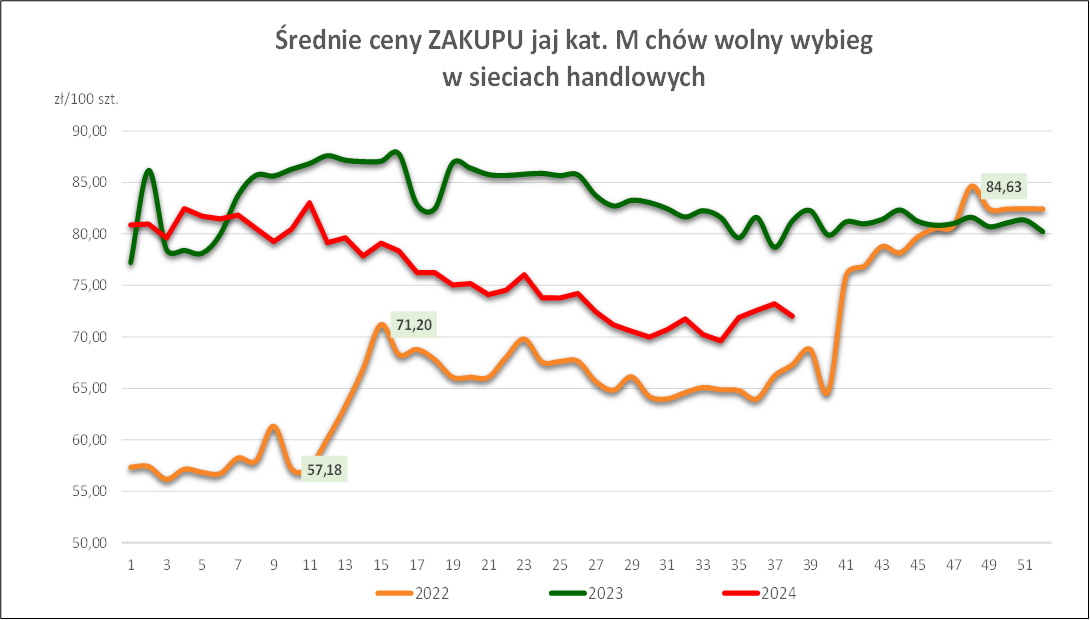 Średnie ceny ZAKUPU jaj kat. M chów wolny wybieg
w sieciach handlowych
zł/100 szt.
90,00
85,00
80,00
75,00
70,00
65,00
60,00
55,00
50,00
84,63
71,20
57,18
1 3 5 7 9 11 13 15 17 19 21 23 25 27 29 31 33 35 37 39 41 43 45 47 49 51
2022 2023 2024